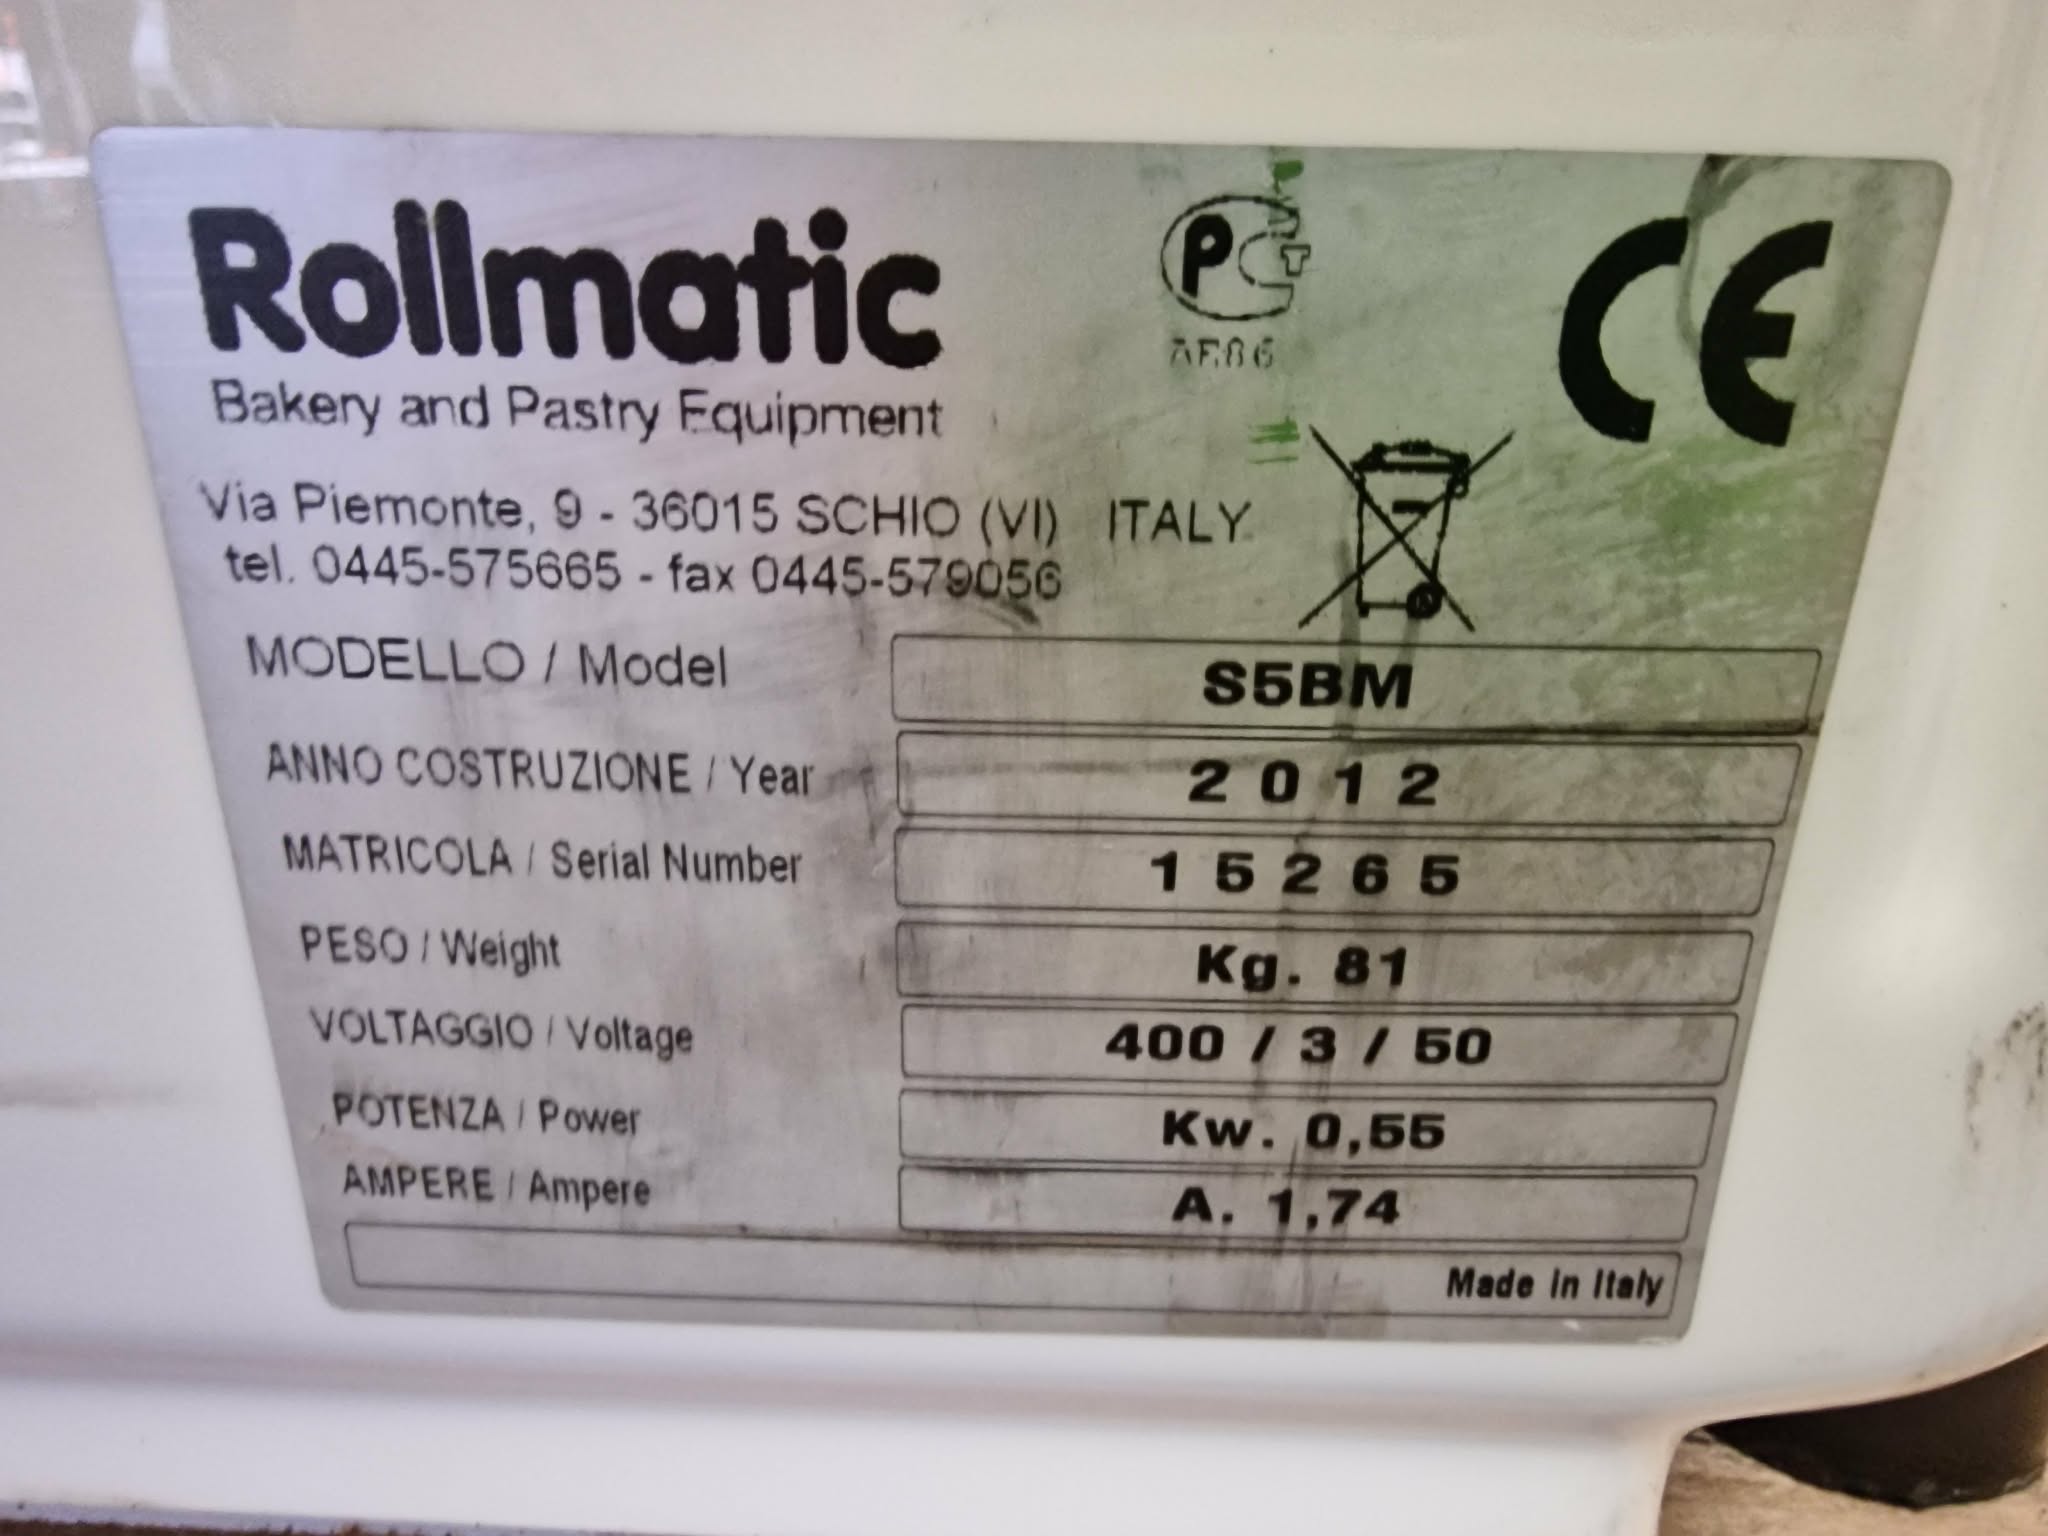 Rollmatic
Bakery and Pastry Equipment
PCT
AE86
CE
Via Piemonte, 9 - 36015 SCHIO (VI) ITALY
tel. 0445-575665 - fax 0445-579056
MODELLO / Model S5BM
ANNO COSTRUZIONE / Year 2012
MATRICOLA / Serial Number 15265
PESO / Weight Kg. 81
VOLTAGGIO / Voltage 400 / 3 / 50
POTENZA / Power Kw. 0,55
AMPERE / Ampere A. 1,74
Made in Italy